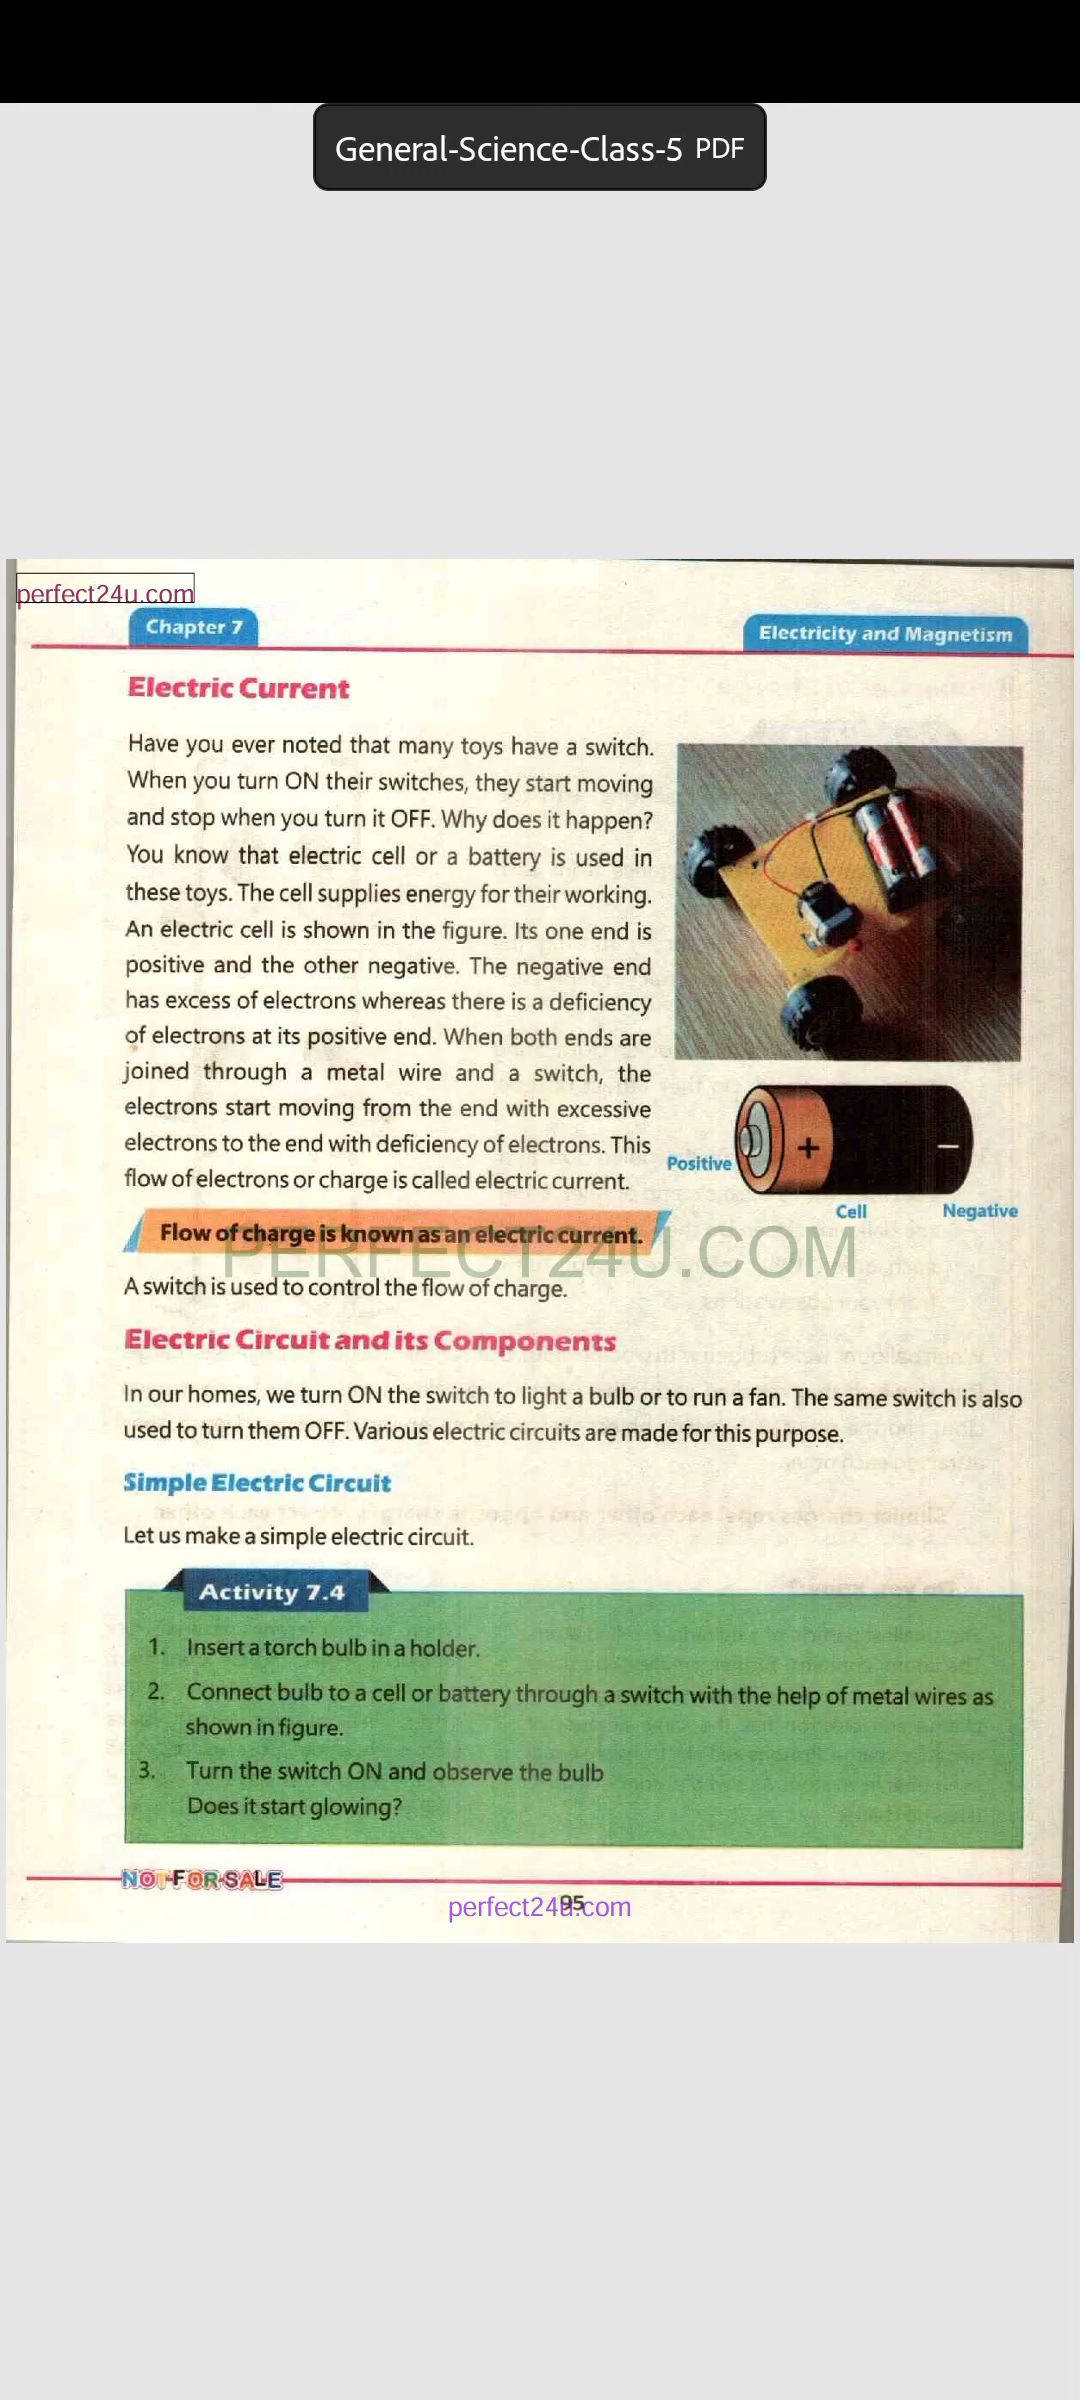 General-Science-Class-5 PDF
perfect24u.com
Chapter 7
Electricity and Magnetism
Electric Current
Have you ever noted that many toys have a switch.
When you turn ON their switches, they start moving
and stop when you turn it OFF. Why does it happen?
You know that electric cell or a battery is used in
these toys. The cell supplies energy for their working.
An electric cell is shown in the figure. Its one end is
positive and the other negative. The negative end
has excess of electrons whereas there is a deficiency
of electrons at its positive end. When both ends are
joined through a metal wire and a switch, the
electrons start moving from the end with excessive
electrons to the end with deficiency of electrons. This
flow of electrons or charge is called electric current.
+
–
Positive
Cell
Negative
Flow of charge is known as an electric current.
PERFECT24U.COM
A switch is used to control the flow of charge.
Electric Circuit and its Components
In our homes, we turn ON the switch to light a bulb or to run a fan. The same switch is also
used to turn them OFF. Various electric circuits are made for this purpose.
Simple Electric Circuit
Let us make a simple electric circuit.
Activity 7.4
1. Insert a torch bulb in a holder.
2. Connect bulb to a cell or battery through a switch with the help of metal wires as
shown in figure.
3. Turn the switch ON and observe the bulb
Does it start glowing?
NOT FOR SALE
95
perfect24u.com